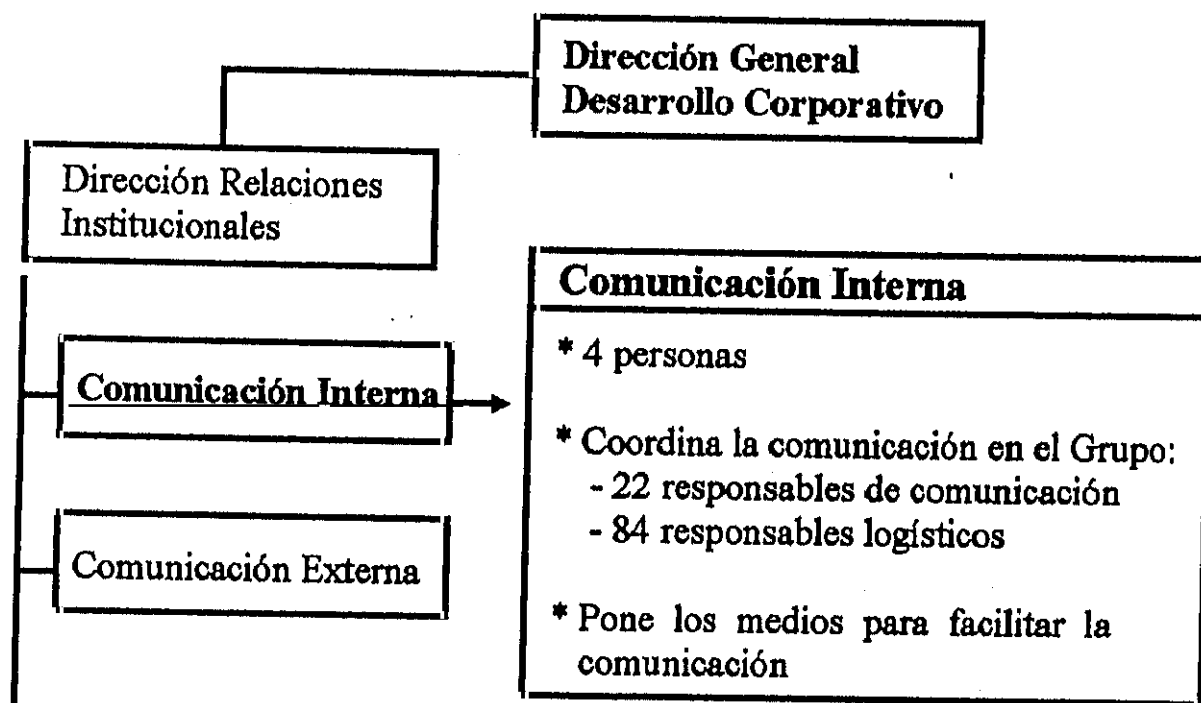 Dirección General
Desarrollo Corporativo
Dirección Relaciones
Institucionales
Comunicación Interna
Comunicación Externa
Comunicación Interna
* 4 personas
* Coordina la comunicación en el Grupo:
- 22 responsables de comunicación
- 84 responsables logísticos
* Pone los medios para facilitar la
comunicación